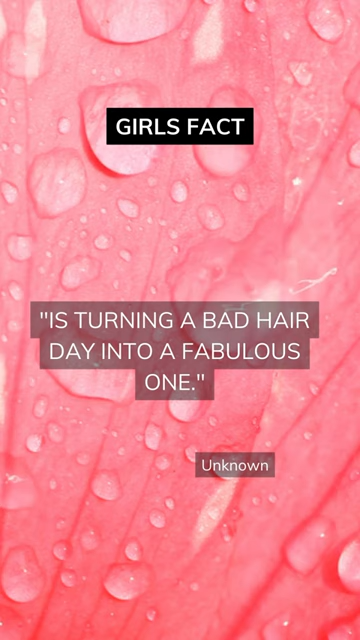 GIRLS FACT
"IS TURNING A BAD HAIR
DAY INTO A FABULOUS
ONE."
Unknown